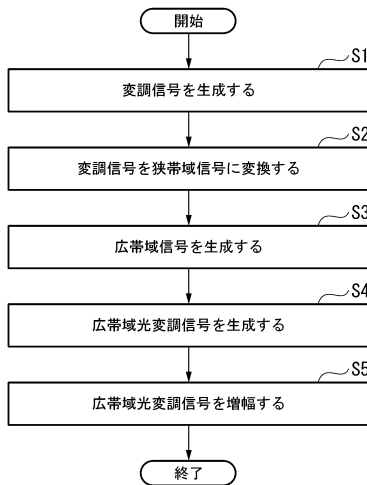 開始
S1
変調信号を生成する
S2
変調信号を狭帯域信号に変換する
S3
広帯域信号を生成する
S4
広帯域光変調信号を生成する
S5
広帯域光変調信号を増幅する
終了